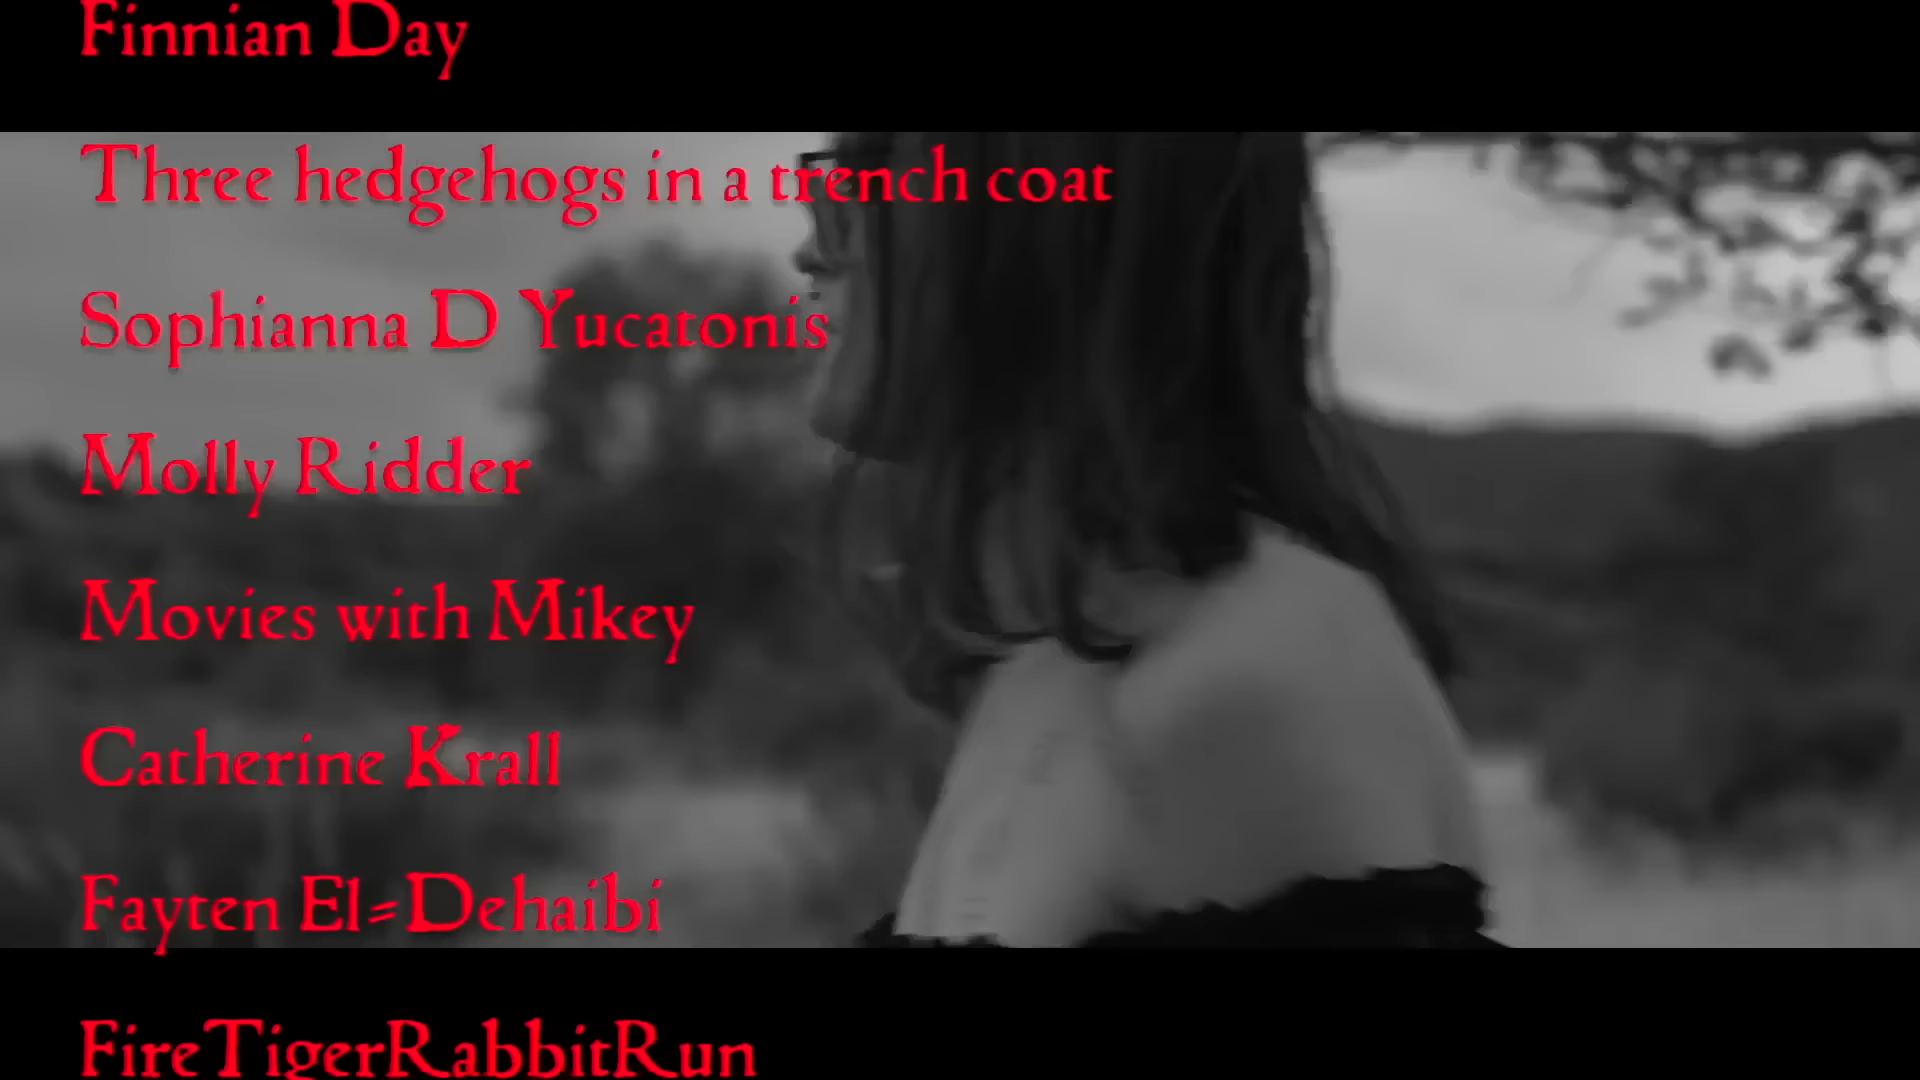 Finnian Day
Three hedgehogs in a trench coat
Sophianna D Yucatonis
Molly Ridder
Movies with Mikey
Catherine Krall
Fayten El-Dehaibi
FireTigerRabbitRun